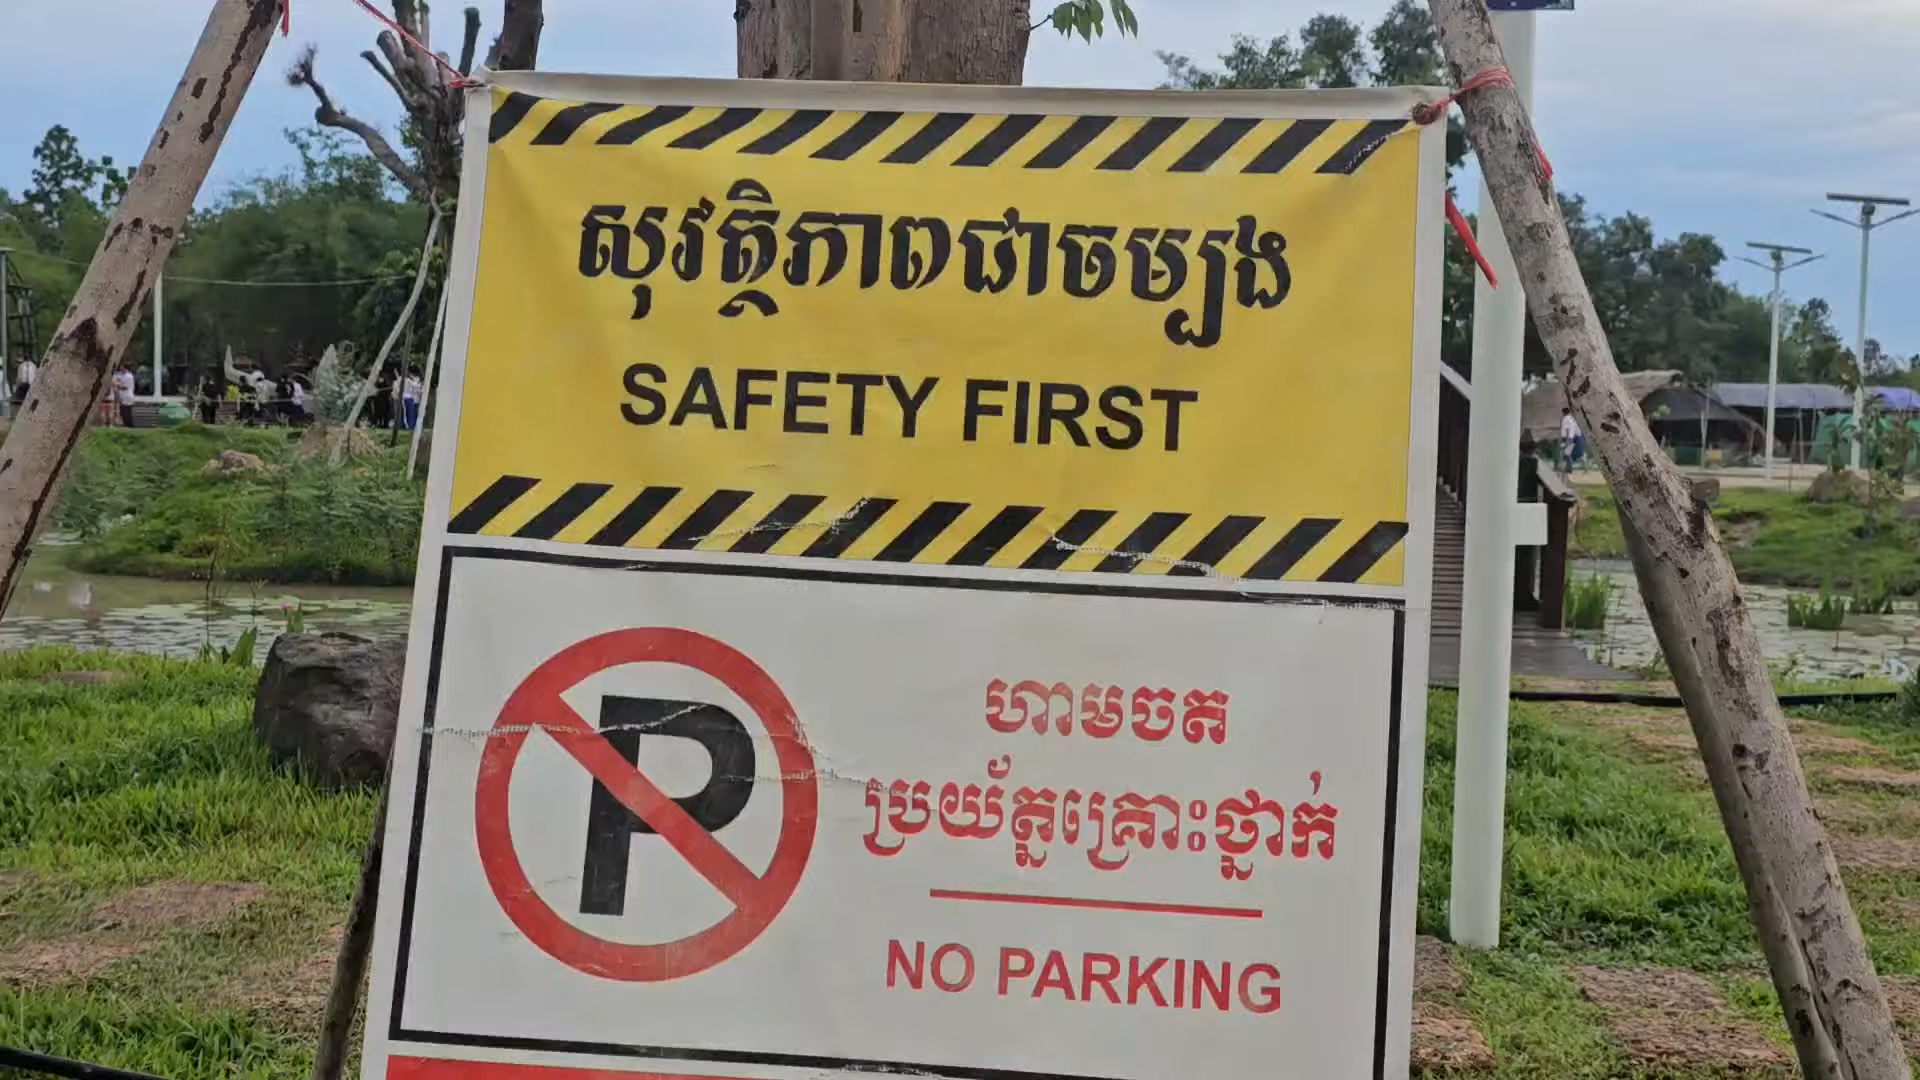 សុវត្ថិភាពជាចម្បង
SAFETY FIRST
P
ហាមចត
ប្រយ័ត្នគ្រោះថ្នាក់
NO PARKING